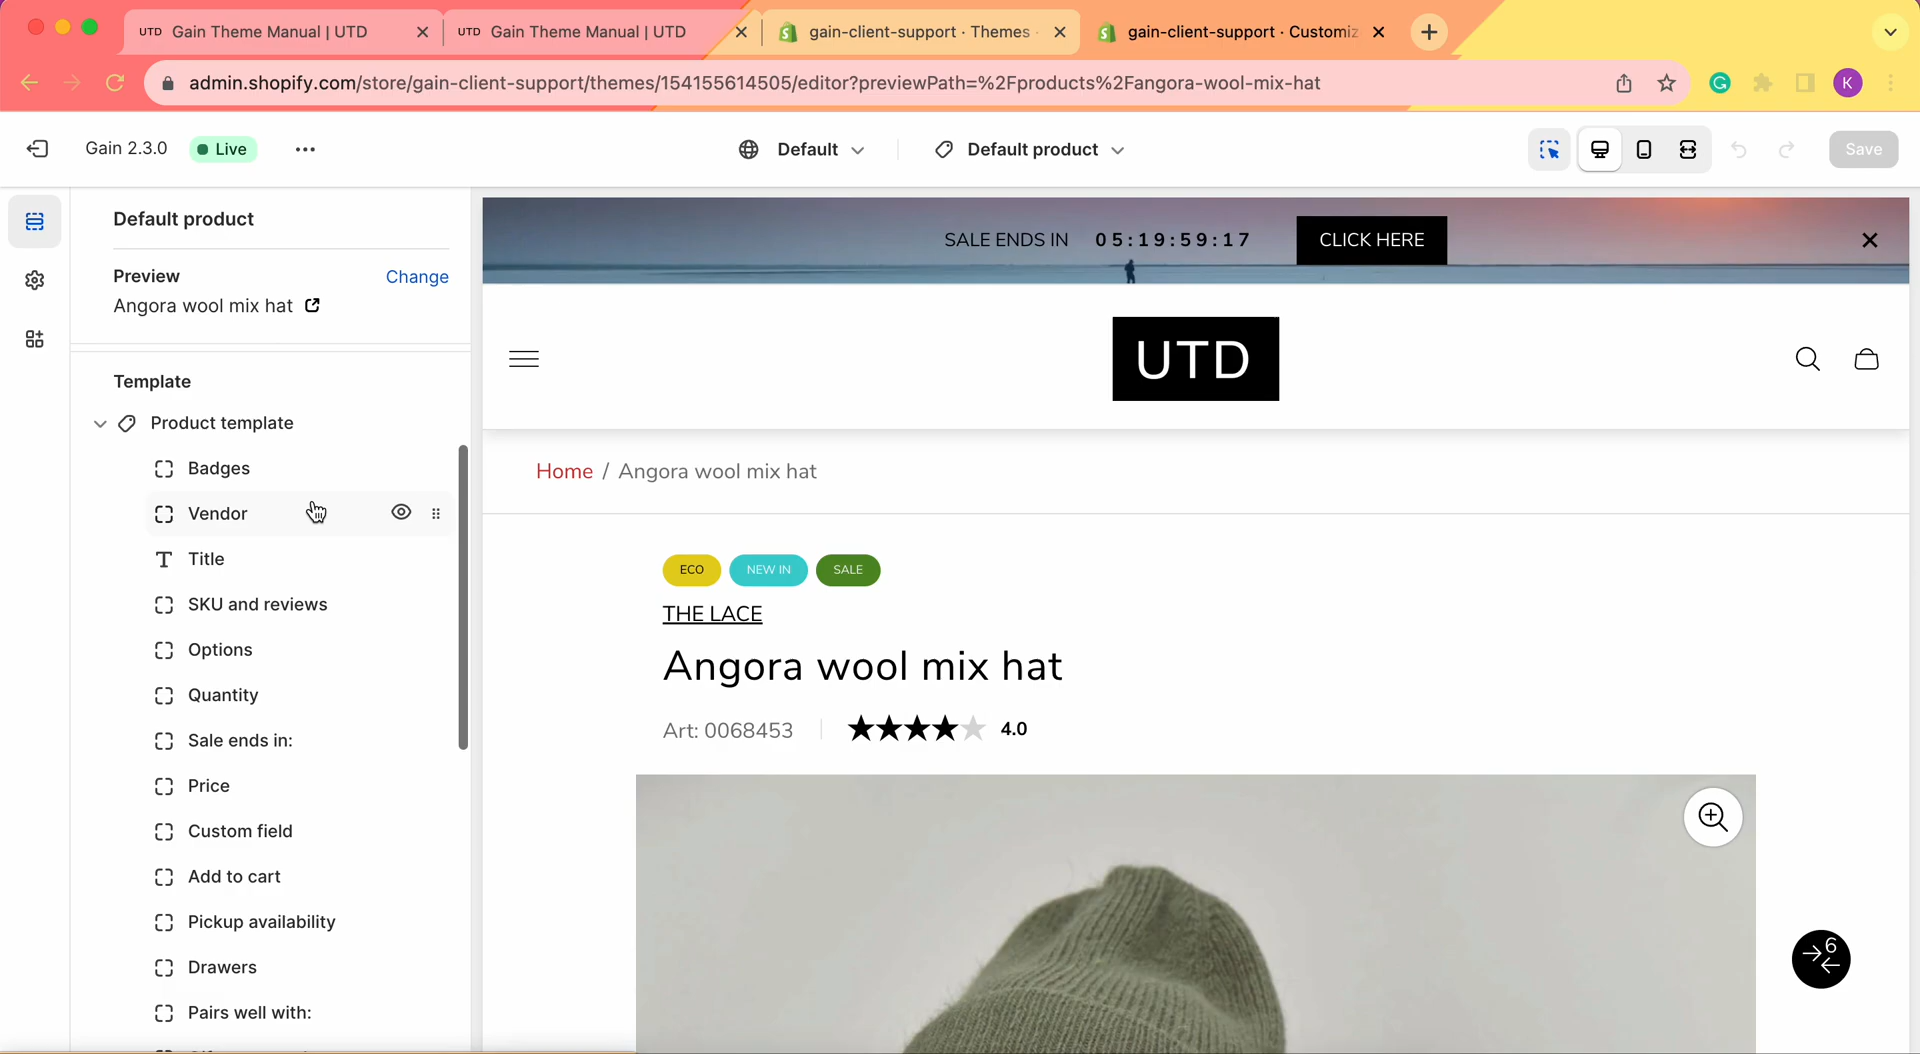 UTD Gain Theme Manual | UTD
UTD Gain Theme Manual | UTD
gain-client-support · Themes ·
gain-client-support · Customiz
admin.shopify.com/store/gain-client-support/themes/154155614505/editor?previewPath=%2Fproducts%2Fangora-wool-mix-hat
K
Gain 2.3.0
Live
Default
Default product
Save
Default product
Preview
Change
Angora wool mix hat
Template
Product template
Badges
Vendor
Title
SKU and reviews
Options
Quantity
Sale ends in:
Price
Custom field
Add to cart
Pickup availability
Drawers
Pairs well with:
SALE ENDS IN 05:19:59:17
CLICK HERE
UTD
Home / Angora wool mix hat
ECO
NEW IN
SALE
THE LACE
Angora wool mix hat
Art: 0068453
4.0
6